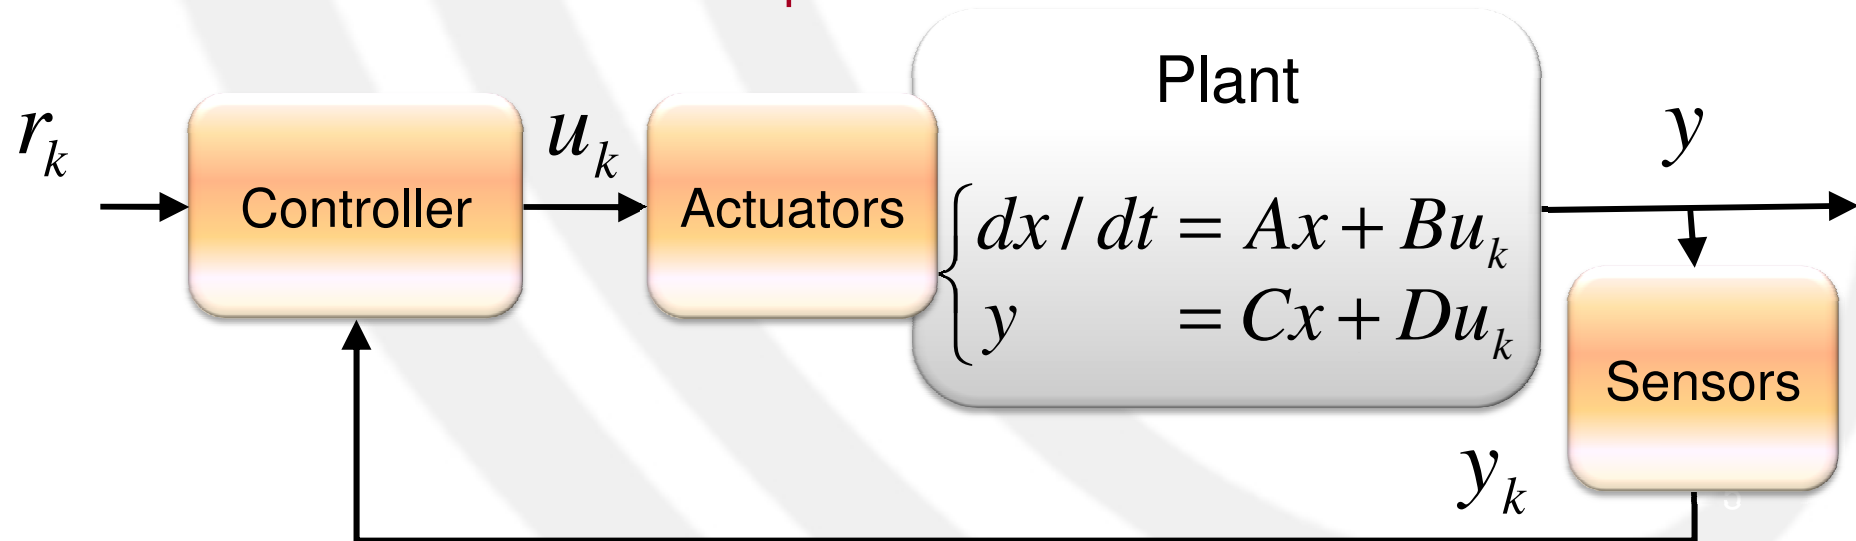 Plant
r_k
u_k
y
Controller
Actuators
dx / dt = Ax + Bu_k
y = Cx + Du_k
Sensors
y_k